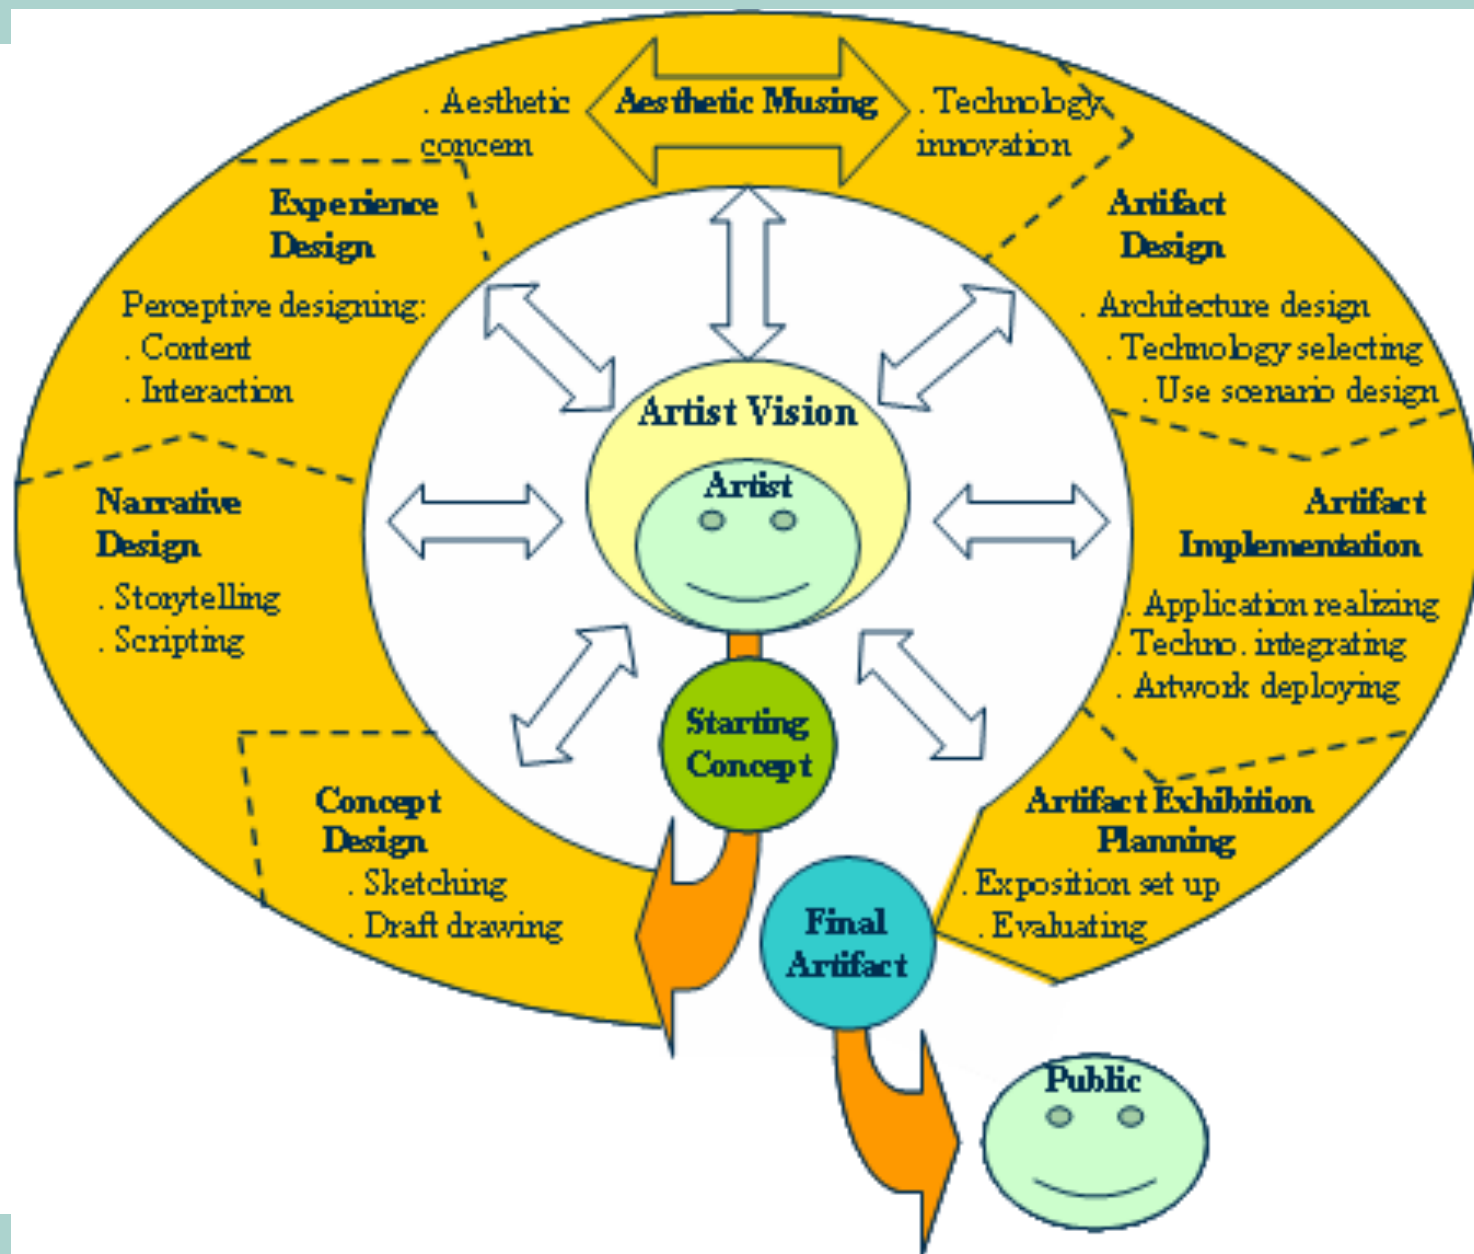 . Aesthetic
concern
Aesthetic Musing
. Technology
innovation
Experience
Design
Perceptive designing:
. Content
. Interaction
Artifact
Design
. Architecture design
. Technology selecting
. Use scenario design
Artist Vision
Artist
Narrative
Design
. Storytelling
. Scripting
Artifact
Implementation
. Application realizing
. Techno. integrating
. Artwork deploying
Starting
Concept
Concept
Design
. Sketching
. Draft drawing
Artifact Exhibition
Planning
. Exposition set up
. Evaluating
Final
Artifact
Public